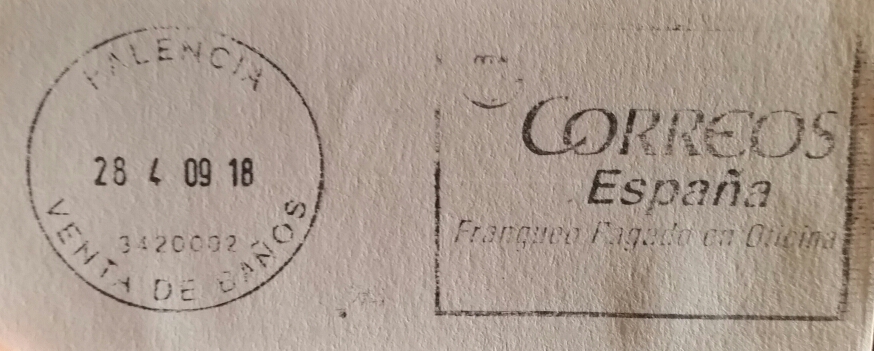 PALENCIA
28 4 09 18
3420002
VENTA DE BAÑOS
CORREOS
España
Franqueo Pagado en Oficina